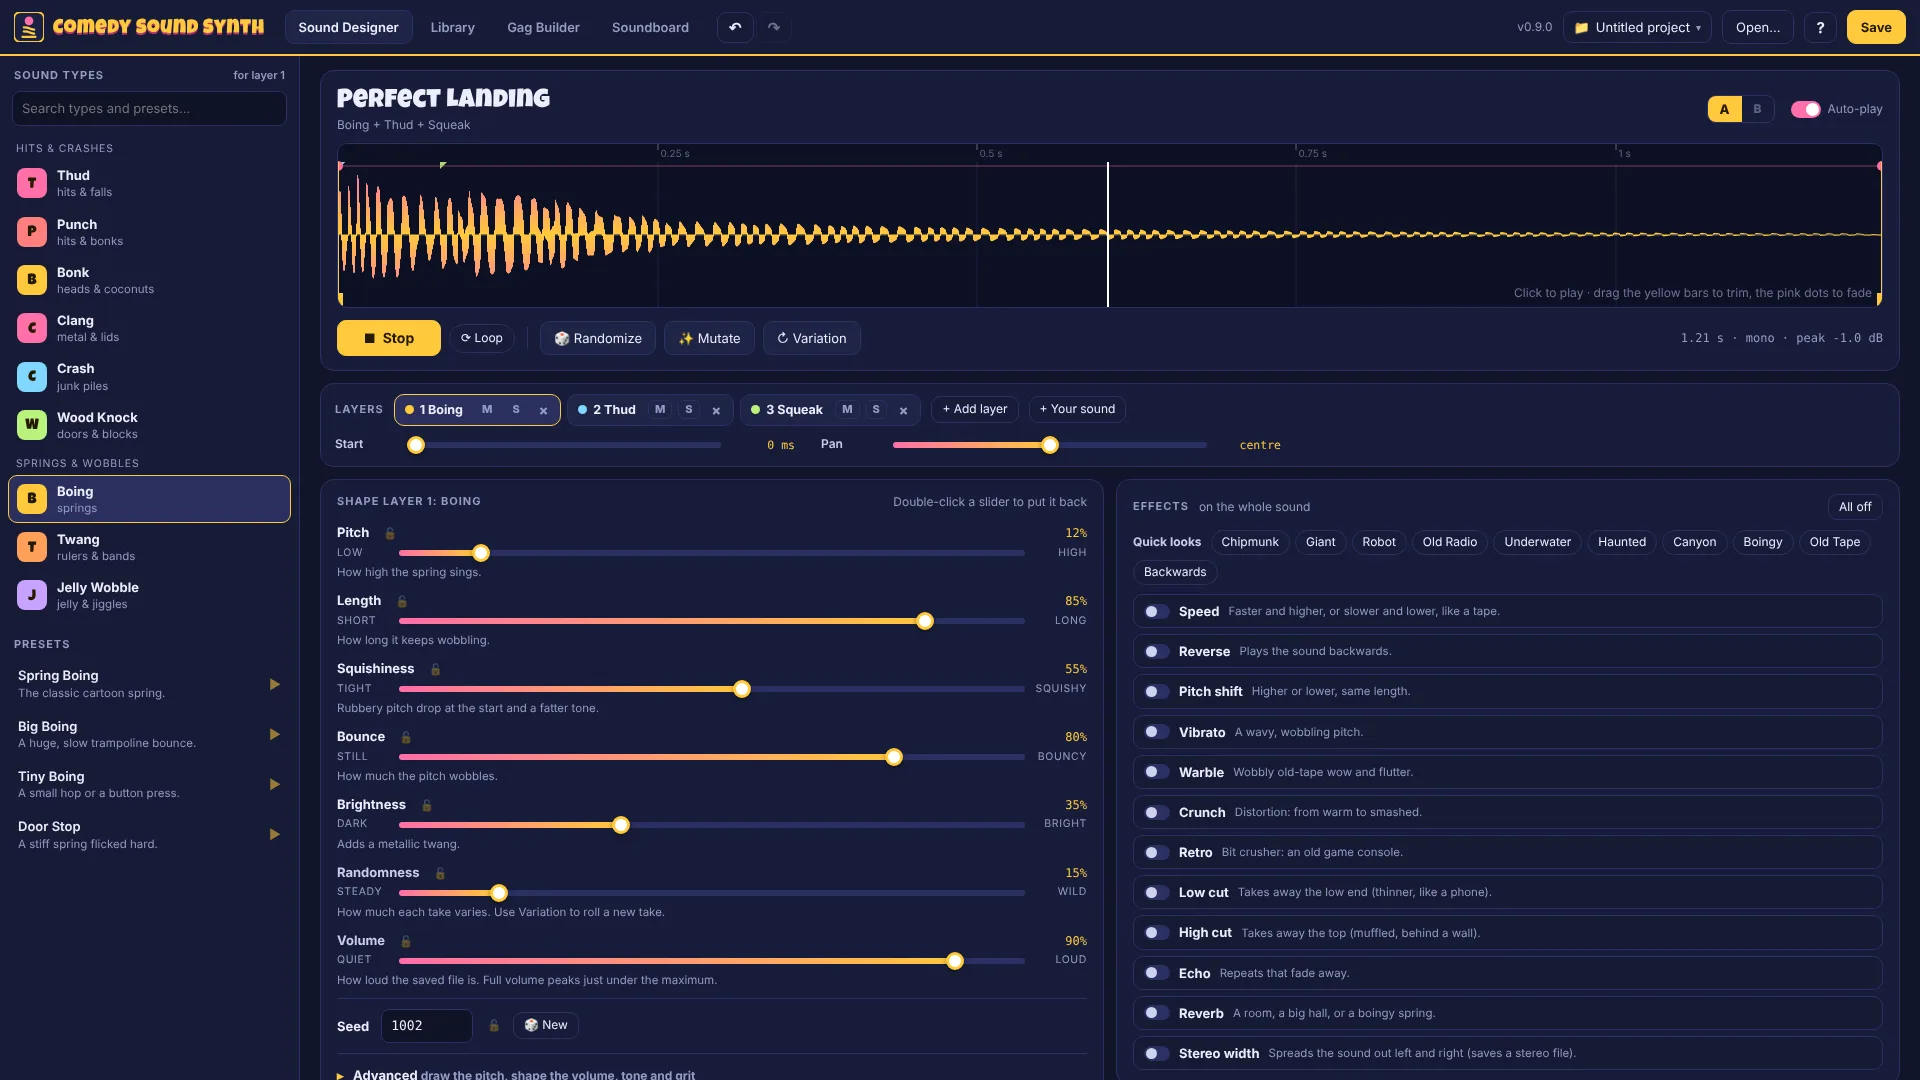 COMEDY SOUND SYNTH
Sound Designer
Library
Gag Builder
Soundboard
v0.9.0
Untitled project
Open...
?
Save
SOUND TYPES
for layer 1
Search types and presets...
HITS & CRASHES
T
Thud
hits & falls
P
Punch
hits & bonks
B
Bonk
heads & coconuts
C
Clang
metal & lids
C
Crash
junk piles
W
Wood Knock
doors & blocks
SPRINGS & WOBBLES
B
Boing
springs
T
Twang
rulers & bands
J
Jelly Wobble
jelly & jiggles
PRESETS
Spring Boing
The classic cartoon spring.
Big Boing
A huge, slow trampoline bounce.
Tiny Boing
A small hop or a button press.
Door Stop
A stiff spring flicked hard.
PERFECT LANDING
Boing + Thud + Squeak
A B
Auto-play
0.25 s
0.5 s
0.75 s
1 s
Click to play · drag the yellow bars to trim, the pink dots to fade
Stop
Loop
Randomize
Mutate
Variation
1.21 s · mono · peak -1.0 dB
LAYERS
1 Boing M S ×
2 Thud M S ×
3 Squeak M S ×
+ Add layer
+ Your sound
Start
0 ms
Pan
centre
SHAPE LAYER 1: BOING
Double-click a slider to put it back
Pitch
12%
LOW
HIGH
How high the spring sings.
Length
85%
SHORT
LONG
How long it keeps wobbling.
Squishiness
55%
TIGHT
SQUISHY
Rubbery pitch drop at the start and a fatter tone.
Bounce
80%
STILL
BOUNCY
How much the pitch wobbles.
Brightness
35%
DARK
BRIGHT
Adds a metallic twang.
Randomness
15%
STEADY
WILD
How much each take varies. Use Variation to roll a new take.
Volume
90%
QUIET
LOUD
How loud the saved file is. Full volume peaks just under the maximum.
Seed
1002
New
Advanced draw the pitch, shape the volume, tone and grit
EFFECTS on the whole sound
All off
Quick looks
Chipmunk
Giant
Robot
Old Radio
Underwater
Haunted
Canyon
Boingy
Old Tape
Backwards
Speed Faster and higher, or slower and lower, like a tape.
Reverse Plays the sound backwards.
Pitch shift Higher or lower, same length.
Vibrato A wavy, wobbling pitch.
Warble Wobbly old-tape wow and flutter.
Crunch Distortion: from warm to smashed.
Retro Bit crusher: an old game console.
Low cut Takes away the low end (thinner, like a phone).
High cut Takes away the top (muffled, behind a wall).
Echo Repeats that fade away.
Reverb A room, a big hall, or a boingy spring.
Stereo width Spreads the sound out left and right (saves a stereo file).